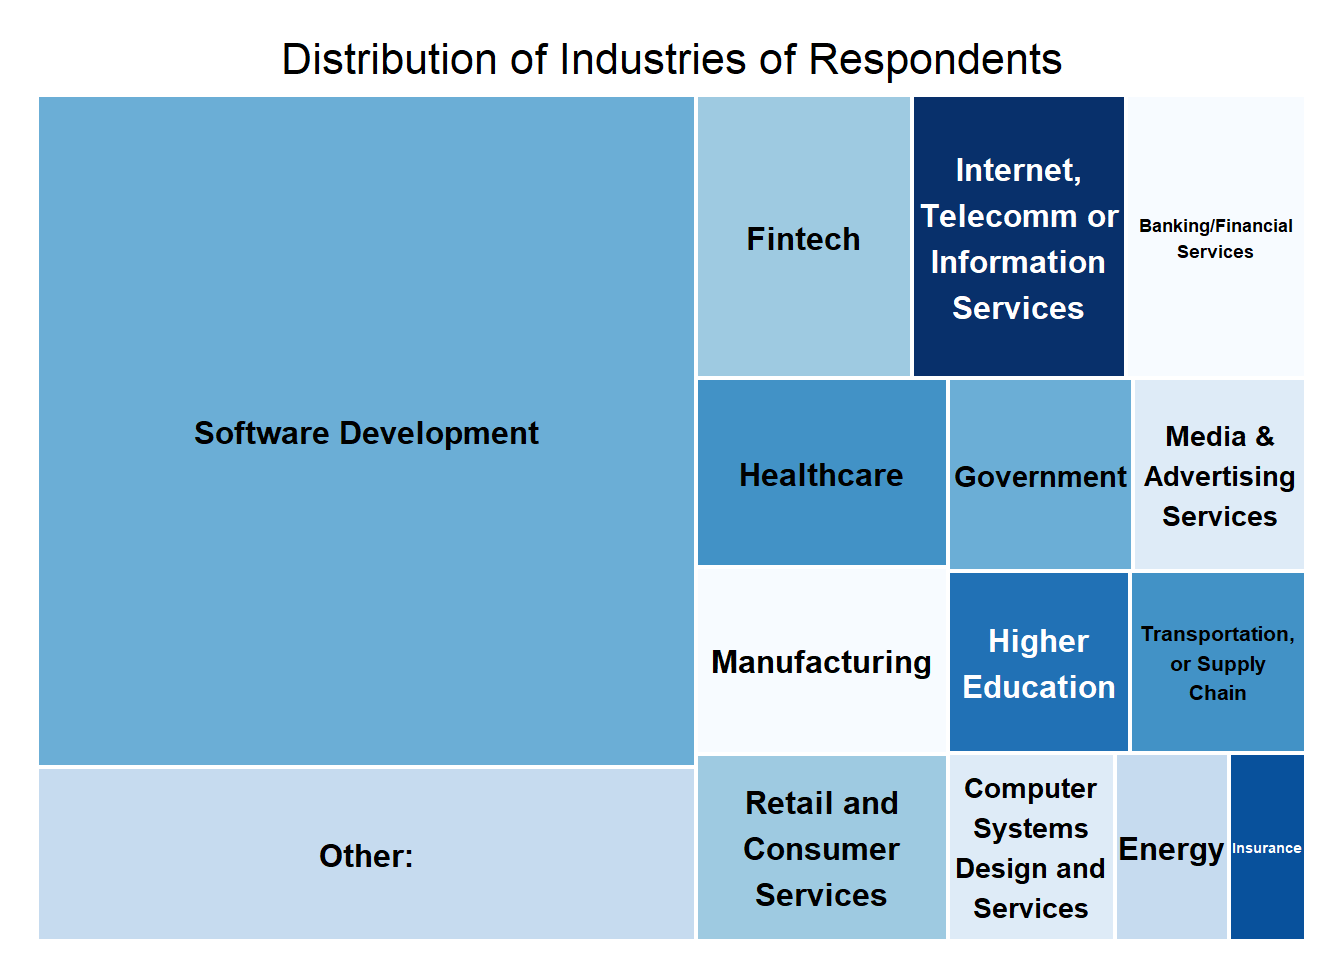 Distribution of Industries of Respondents
Software Development
Other:
Fintech
Internet,
Telecomm or
Information
Services
Banking/Financial
Services
Healthcare
Government
Media &
Advertising
Services
Manufacturing
Higher
Education
Transportation,
or Supply
Chain
Retail and
Consumer
Services
Computer
Systems
Design and
Services
Energy
Insurance